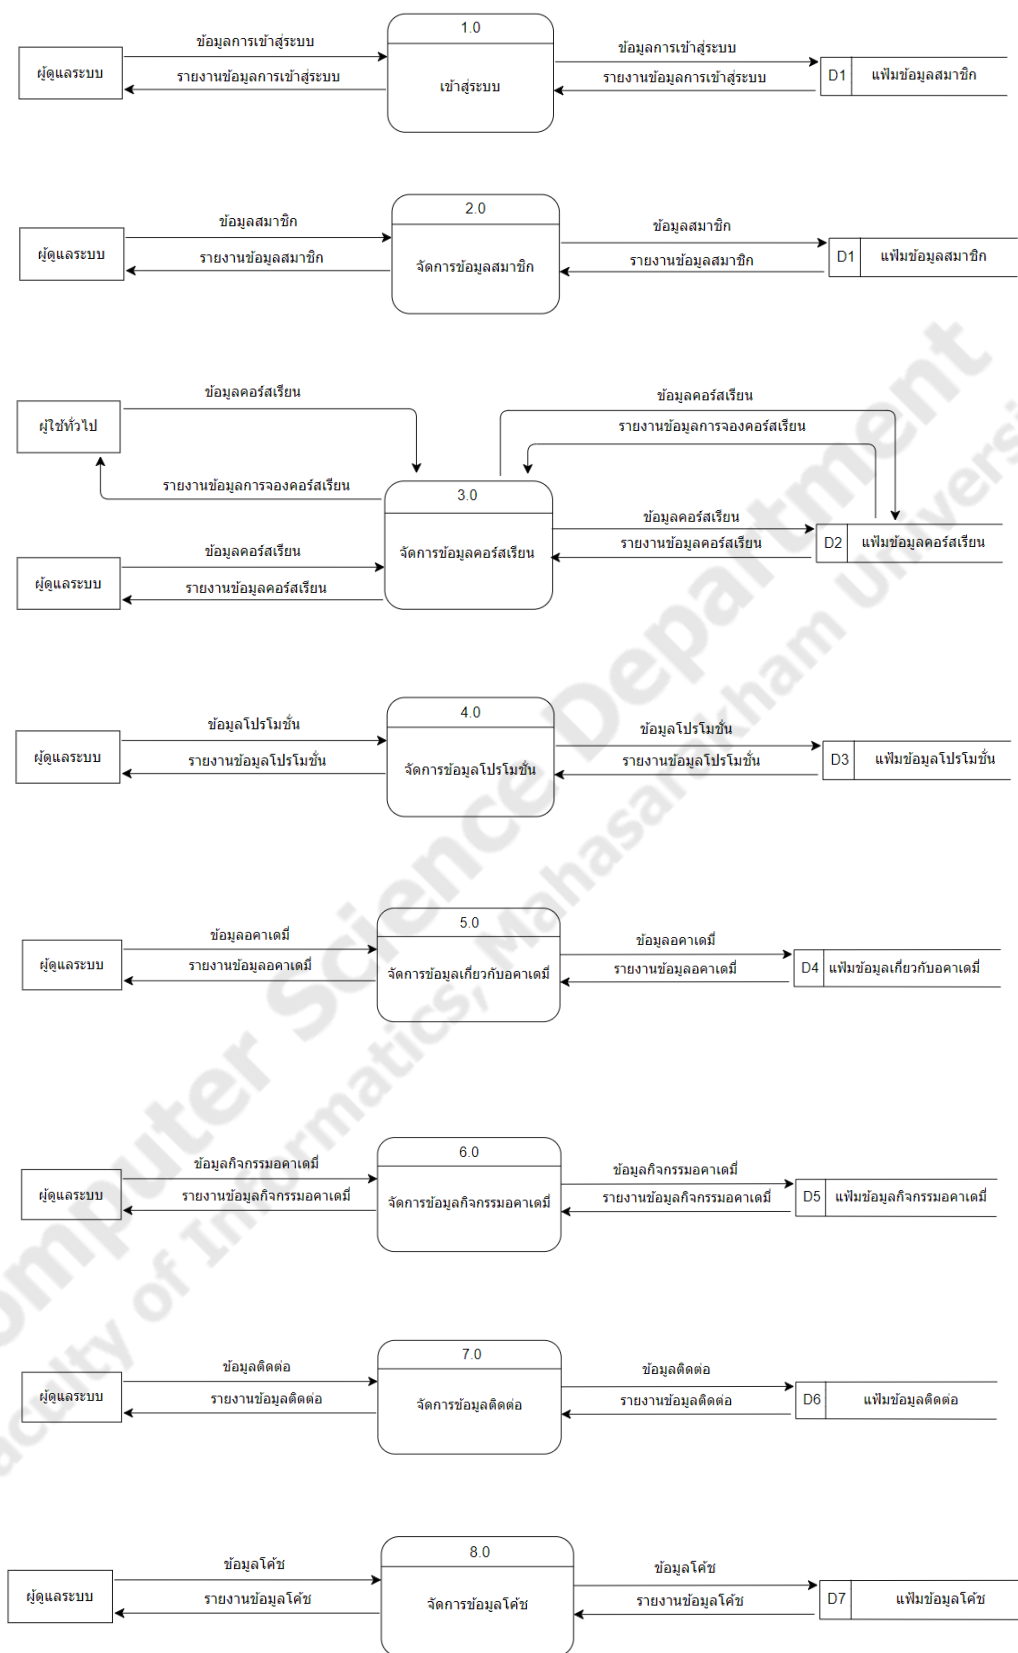 1.0
ข้อมูลการเข้าสู่ระบบ
ข้อมูลการเข้าสู่ระบบ
ผู้ดูแลระบบ
รายงานข้อมูลการเข้าสู่ระบบ
เข้าสู่ระบบ
รายงานข้อมูลการเข้าสู่ระบบ
D1 แฟ้มข้อมูลสมาชิก
2.0
ข้อมูลสมาชิก
ข้อมูลสมาชิก
ผู้ดูแลระบบ
รายงานข้อมูลสมาชิก
จัดการข้อมูลสมาชิก
รายงานข้อมูลสมาชิก
D1 แฟ้มข้อมูลสมาชิก
ข้อมูลคอร์สเรียน
ข้อมูลคอร์สเรียน
ผู้ใช้ทั่วไป
รายงานข้อมูลการจองคอร์สเรียน
รายงานข้อมูลการจองคอร์สเรียน
3.0
ข้อมูลคอร์สเรียน
ข้อมูลคอร์สเรียน
จัดการข้อมูลคอร์สเรียน
รายงานข้อมูลคอร์สเรียน
D2 แฟ้มข้อมูลคอร์สเรียน
ผู้ดูแลระบบ
รายงานข้อมูลคอร์สเรียน
4.0
ข้อมูลโปรโมชั่น
ข้อมูลโปรโมชั่น
ผู้ดูแลระบบ
รายงานข้อมูลโปรโมชั่น
จัดการข้อมูลโปรโมชั่น
รายงานข้อมูลโปรโมชั่น
D3 แฟ้มข้อมูลโปรโมชั่น
5.0
ข้อมูลอคาเดมี่
ข้อมูลอคาเดมี่
ผู้ดูแลระบบ
รายงานข้อมูลอคาเดมี่
จัดการข้อมูลเกี่ยวกับอคาเดมี่
รายงานข้อมูลอคาเดมี่
D4 แฟ้มข้อมูลเกี่ยวกับอคาเดมี่
6.0
ข้อมูลกิจกรรมอคาเดมี่
ข้อมูลกิจกรรมอคาเดมี่
ผู้ดูแลระบบ
รายงานข้อมูลกิจกรรมอคาเดมี่
จัดการข้อมูลกิจกรรมอคาเดมี่
รายงานข้อมูลกิจกรรมอคาเดมี่
D5 แฟ้มข้อมูลกิจกรรมอคาเดมี่
7.0
ข้อมูลติดต่อ
ข้อมูลติดต่อ
ผู้ดูแลระบบ
รายงานข้อมูลติดต่อ
จัดการข้อมูลติดต่อ
รายงานข้อมูลติดต่อ
D6 แฟ้มข้อมูลติดต่อ
8.0
ข้อมูลโค้ช
ข้อมูลโค้ช
ผู้ดูแลระบบ
รายงานข้อมูลโค้ช
จัดการข้อมูลโค้ช
รายงานข้อมูลโค้ช
D7 แฟ้มข้อมูลโค้ช
omputer Science Department
aculty of Informatics, Mahasarakham Universi